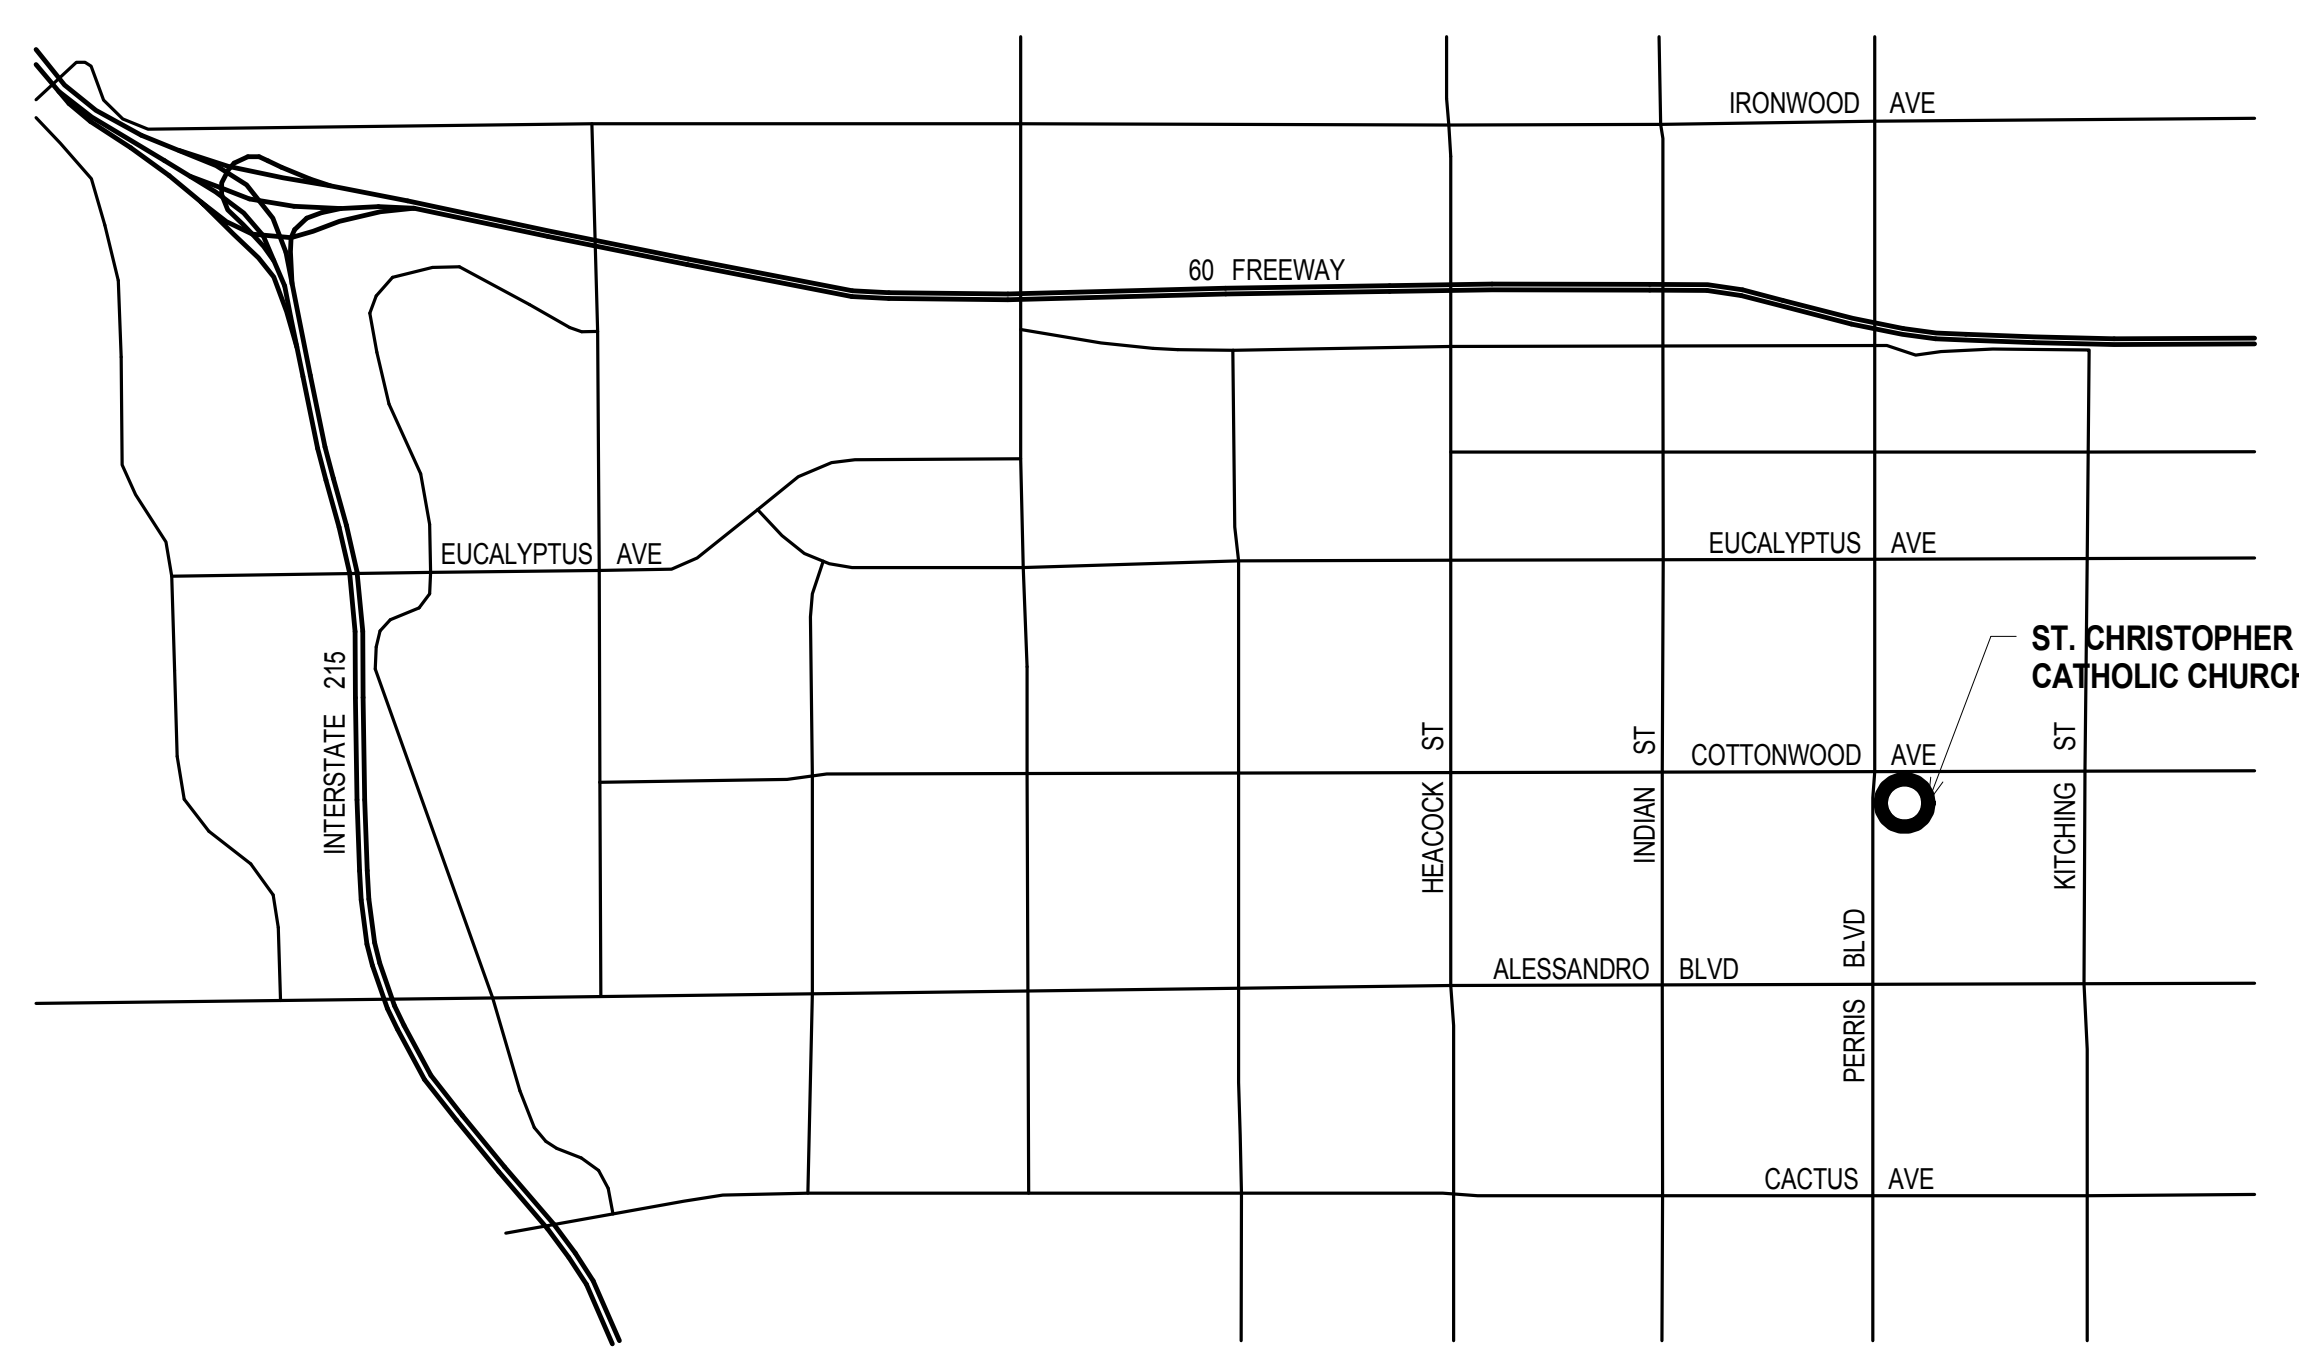 IRONWOOD AVE
60 FREEWAY
EUCALYPTUS AVE
EUCALYPTUS AVE
ST. CHRISTOPHER
CATHOLIC CHURCH
INTERSTATE 215
HEACOCK ST
INDIAN ST
COTTONWOOD AVE
KITCHING ST
PERRIS BLVD
ALESSANDRO BLVD
CACTUS AVE